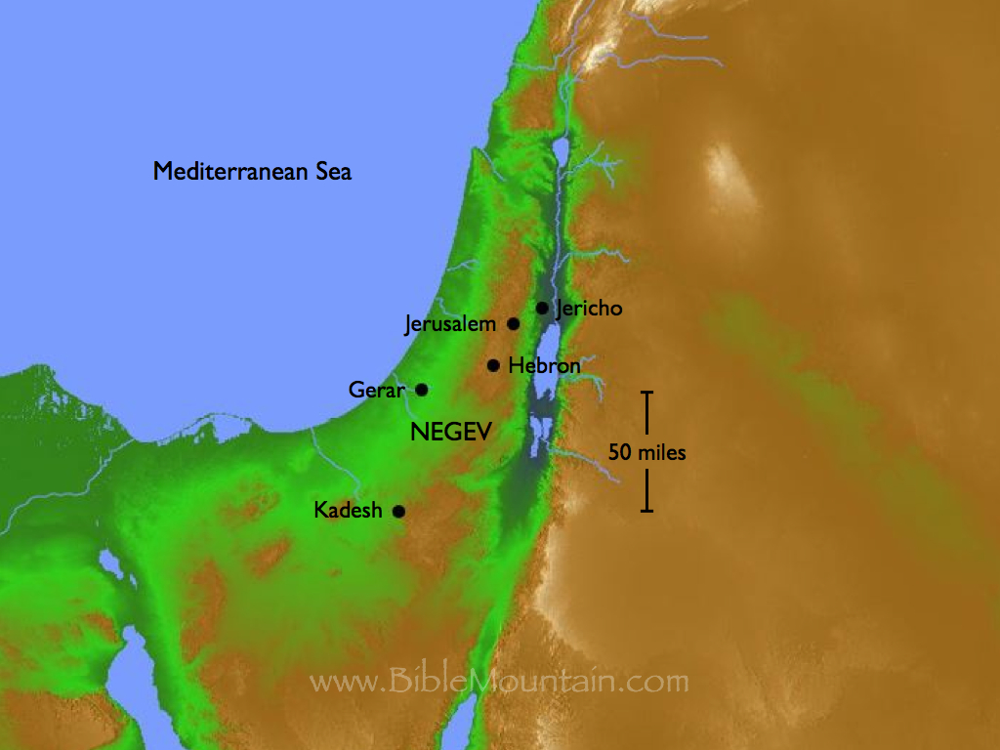 Mediterranean Sea
Jericho
Jerusalem
Hebron
Gerar
NEGEV
50 miles
Kadesh
www.BibleMountain.com